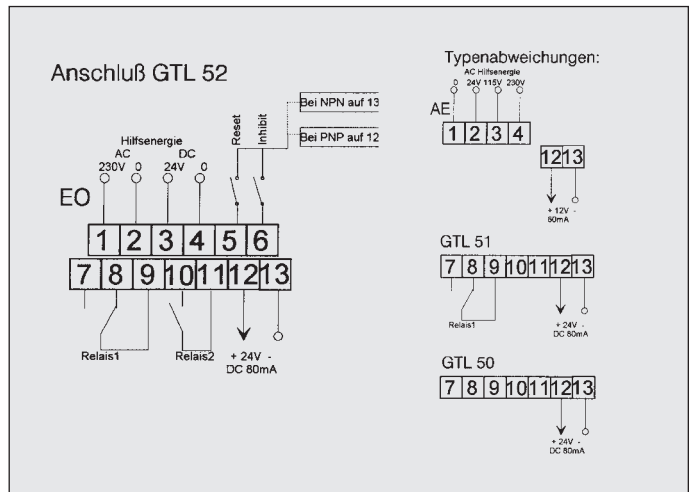 Anschluß GTL 52
Bei NPN auf 13
Bei PNP auf 12
Reset
Inhibit
Hilfsenergie
AC DC
230V 0 24V 0
EO
1 2 3 4 5 6
7 8 9 10 11 12 13
Relais1 Relais2 + 24V -
DC 80mA
Typenabweichungen:
AC Hilfsenergie
0 24V 115V 230V
AE
1 2 3 4
12 13
+ 12V -
60mA
GTL 51
7 8 9 10 11 12 13
Relais1
+ 24V -
DC 80mA
GTL 50
7 8 9 10 11 12 13
+ 24V -
DC 80mA